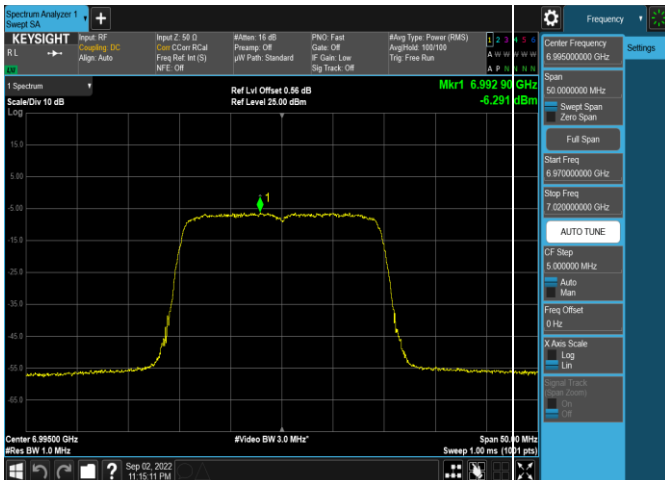 Spectrum Analyzer 1
Swept SA
Frequency
KEYSIGHT
RL
LV
Input: RF
Coupling: DC
Align: Auto
Input Z: 50 Ω
Corr CCorr RCal
Freq Ref: Int (S)
NFE: Off
#Atten: 16 dB
Preamp: Off
µW Path: Standard
PNO: Fast
Gate: Off
IF Gain: Low
Sig Track: Off
#Avg Type: Power (RMS)
Avg|Hold: 100/100
Trig: Free Run
1 2 3 4 5 6
A W W W W W
A P N N N N
1 Spectrum
Scale/Div 10 dB
Log
Ref Lvl Offset 0.56 dB
Ref Level 25.00 dBm
Mkr1 6.992 90 GHz
-6.291 dBm
15.0
5.00
-5.00
-15.0
-25.0
-35.0
-45.0
-55.0
-65.0
1
Center 6.99500 GHz
#Res BW 1.0 MHz
#Video BW 3.0 MHz*
Span 50.00 MHz
Sweep 1.00 ms (1001 pts)
Sep 02, 2022
11:15:11 PM
Center Frequency
6.995000000 GHz
Settings
Span
50.0000000 MHz
Swept Span
Zero Span
Full Span
Start Freq
6.970000000 GHz
Stop Freq
7.020000000 GHz
AUTO TUNE
CF Step
5.000000 MHz
Auto
Man
Freq Offset
0 Hz
X Axis Scale
Log
Lin
Signal Track
(Span Zoom)
On
Off